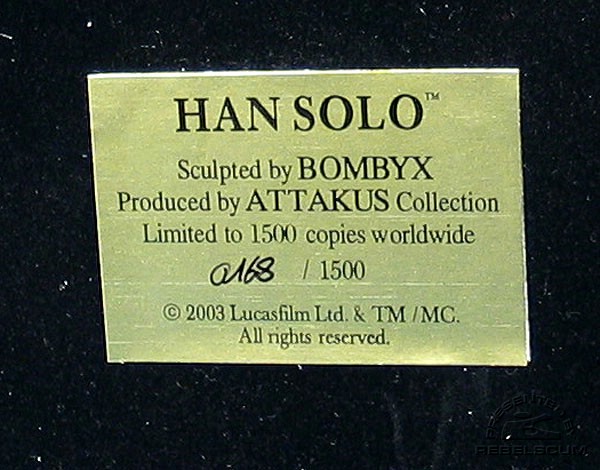 HAN SOLO™
Sculpted by BOMBYX
Produced by ATTAKUS Collection
Limited to 1500 copies worldwide
0168 / 1500
© 2003 Lucasfilm Ltd. & TM / MC.
All rights reserved.
REBELSCUM